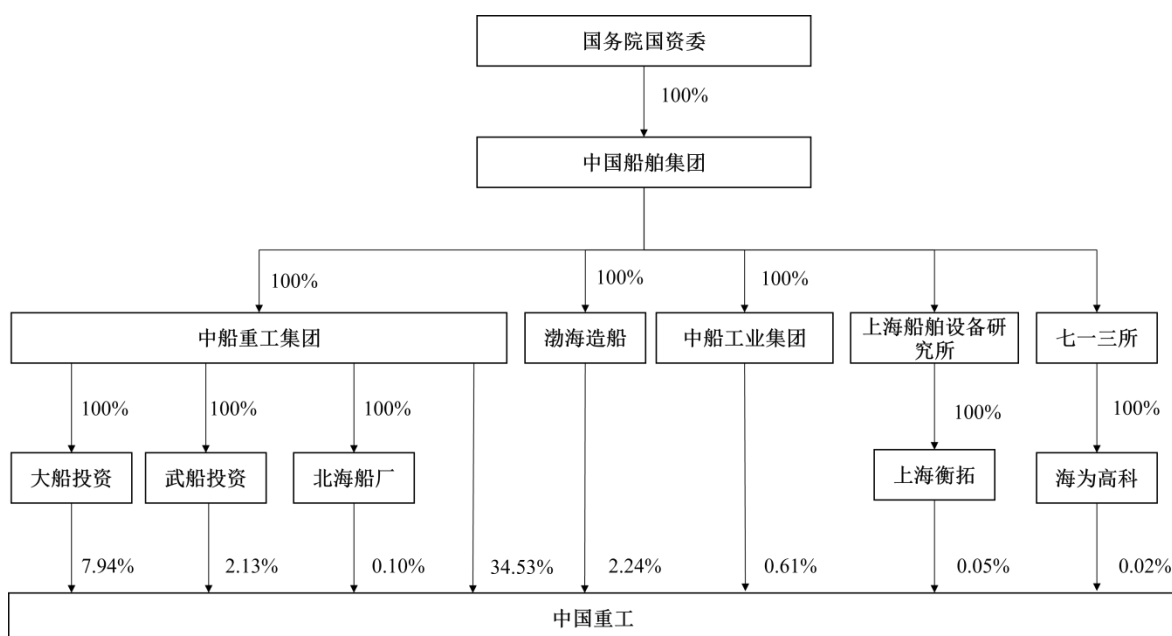 国务院国资委
100%
中国船舶集团
100%
100%
100%
中船重工集团
渤海造船
中船工业集团
上海船舶设备研
究所
七一三所
100%
100%
100%
100%
100%
大船投资
武船投资
北海船厂
上海衡拓
海为高科
7.94%
2.13%
0.10%
34.53%
2.24%
0.61%
0.05%
0.02%
中国重工